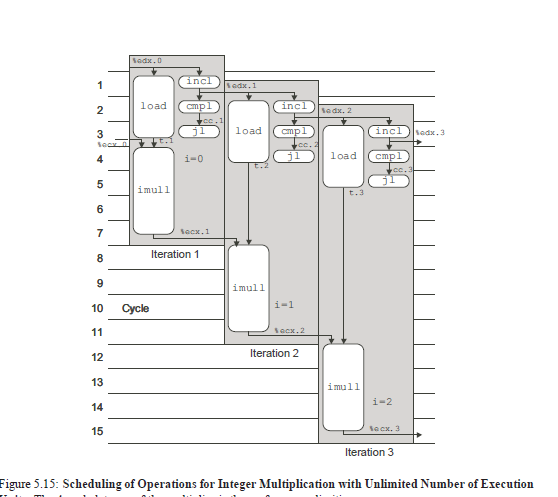 %edx.0
1
incl
%edx.1
load
cmpl
2
load
incl
%edx.2
cc.1
3
jl
cmpl
load
incl
%edx.3
%ecx.0
t.1
cc.2
4
imull
i=0
jl
cmpl
t.2
cc.3
5
jl
t.3
6
7
%ecx.1
8
Iteration 1
9
imull
i=1
10
Cycle
11
%ecx.2
12
Iteration 2
13
imull
i=2
14
15
%ecx.3
Iteration 3
Figure 5.15: Scheduling of Operations for Integer Multiplication with Unlimited Number of Execution